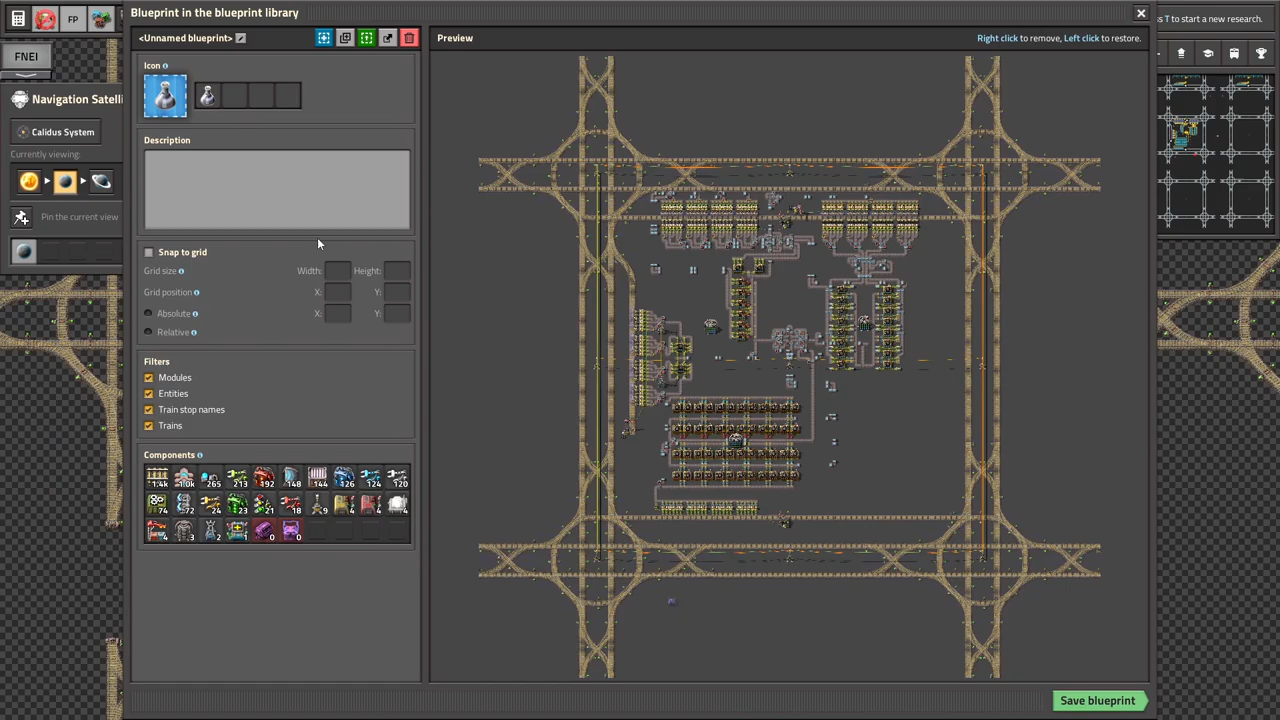 Blueprint in the blueprint library
FP
<Unnamed blueprint>
Preview
Right click to remove, Left click to restore.
T to start a new research.
FNEI
Icon
Navigation Satelli
Calidus System
Currently viewing:
Pin the current view
Description
Snap to grid
Grid size
Width:
Height:
Grid position
X:
Y:
Absolute
X:
Y:
Relative
Filters
Modules
Entities
Train stop names
Trains
Components
1.4k 10k 265 213 192 148 144 126 124 120
74 72 24 23 21 18 9 4 4 4
4 3 2 1 0 0
Save blueprint